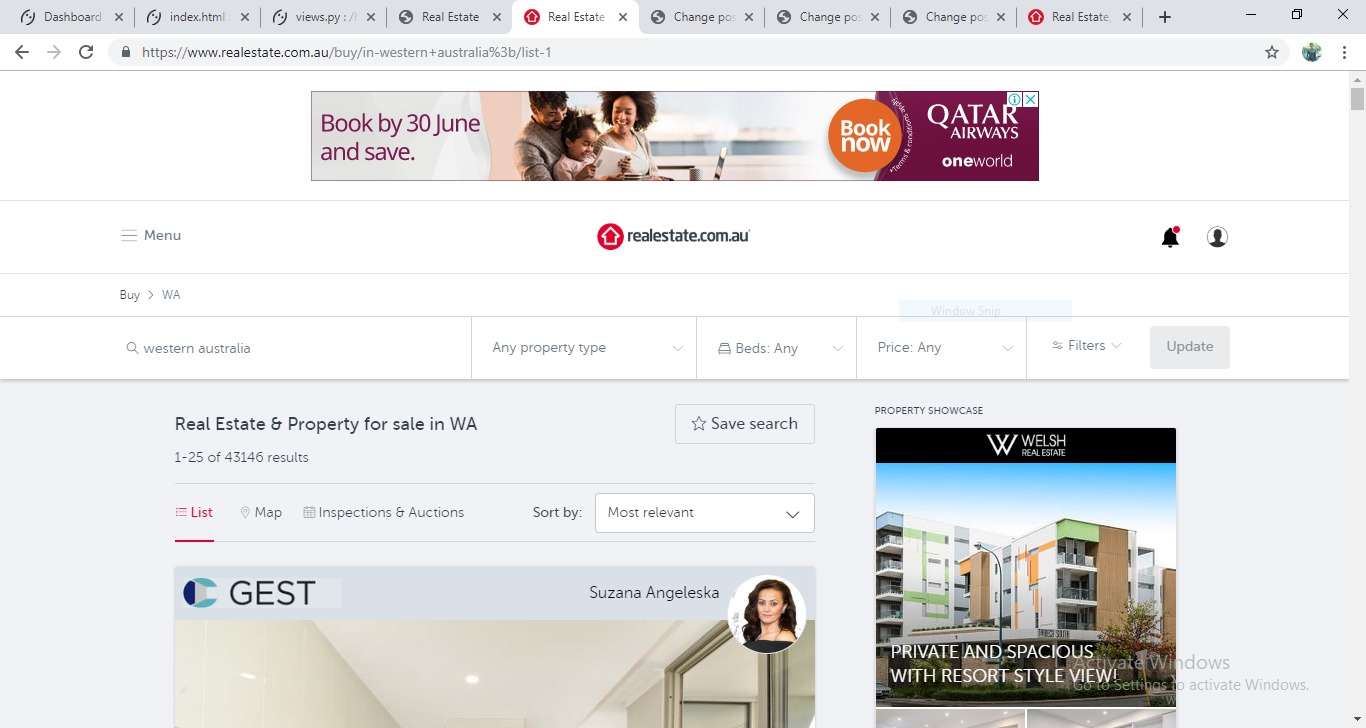 Dashboard
index.html
views.py : /h
Real Estate
Real Estate
Change pos
Change pos
Change pos
Real Estate,
https://www.realestate.com.au/buy/in-western+australia%3b/list-1
Book by 30 June
and save.
Book
now
QATAR
AIRWAYS
oneworld
Menu
realestate.com.au
Buy > WA
Window Snip
western australia
Any property type
Beds: Any
Price: Any
Filters
Update
Real Estate & Property for sale in WA
Save search
1-25 of 43146 results
List
Map
Inspections & Auctions
Sort by:
Most relevant
GEST
Suzana Angeleska
PROPERTY SHOWCASE
WELSH
REAL ESTATE
PRIVATE AND SPACIOUS
WITH RESORT STYLE VIEW!
Activate Windows
Go to Settings to activate Windows.